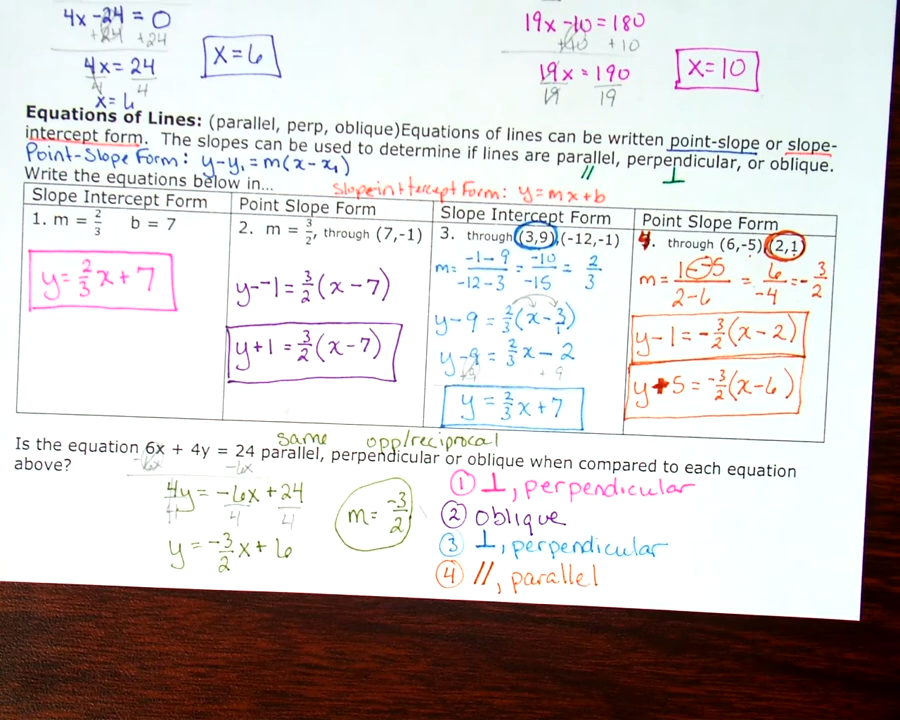 4x - 24 = 0
+24 +24
4x = 24
4 4
x = 6
x = 6
19x - 10 = 180
+10 +10
19x = 190
19 19
x = 10
Equations of Lines: (parallel, perp, oblique)Equations of lines can be written point-slope or slope-
intercept form. The slopes can be used to determine if lines are parallel, perpendicular, or oblique.
Point-Slope Form: y-y₁=m(x-x₁)
// ⊥
Write the equations below in...
slope intercept Form: y=mx+b
Slope Intercept Form
1. m = 2/3 b = 7
y = 2/3 x + 7
Point Slope Form
2. m = 3/2, through (7,-1)
y - -1 = 3/2 (x - 7)
y + 1 = 3/2 (x - 7)
Slope Intercept Form
3. through (3,9),(-12,-1)
m = -1-9/-12-3 = -10/-15 = 2/3
y - 9 = 2/3 (x - 3)
y - 9 = 2/3 x - 2
+9 +9
y = 2/3 x + 7
Point Slope Form
4. through (6,-5),(2,1)
m = 1--5/2-6 = 6/-4 = -3/2
y - 1 = -3/2 (x - 2)
y + 5 = -3/2 (x - 6)
same opp/reciprocal
Is the equation 6x + 4y = 24 parallel, perpendicular or oblique when compared to each equation
above?
-6x -6x
4y = -6x + 24
4 4 4
y = -3/2 x + 6
m = -3/2
① ⊥, perpendicular
② oblique
③ ⊥, perpendicular
④ //, parallel